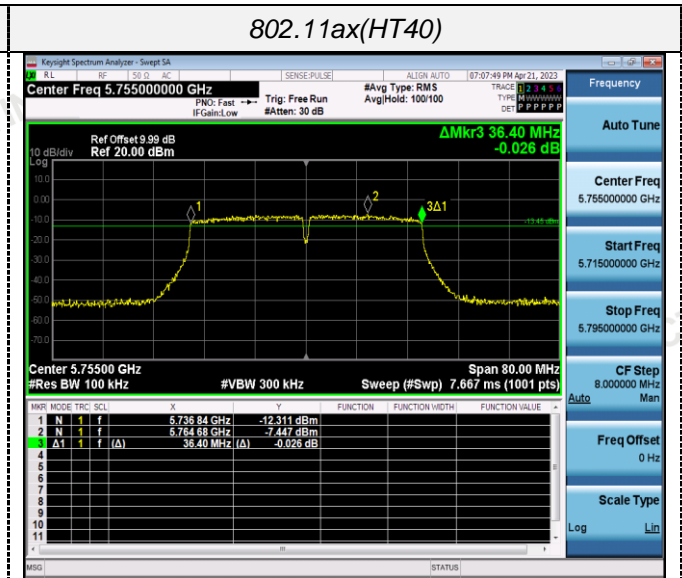 802.11ax(HT40)
Keysight Spectrum Analyzer - Swept SA
RL RF 50 Ω AC SENSE:PULSE ALIGN AUTO 07:07:49 PM Apr 21, 2023
Center Freq 5.755000000 GHz #Avg Type: RMS TRACE 1 2 3 4 5 6
PNO: Fast Trig: Free Run Avg|Hold: 100/100 TYPE M WWWWW
IFGain:Low #Atten: 30 dB DET P P P P P P
Ref Offset 9.99 dB ΔMkr3 36.40 MHz
10 dB/div Ref 20.00 dBm -0.026 dB
Log
10.0
0.00
-10.0
-20.0
-30.0
-40.0
-50.0
-60.0
-70.0
1
2
3Δ1
-13.45 dBm
Center 5.75500 GHz Span 80.00 MHz
#Res BW 100 kHz #VBW 300 kHz Sweep (#Swp) 7.667 ms (1001 pts)
MKR MODE TRC SCL X Y FUNCTION FUNCTION WIDTH FUNCTION VALUE
1 N 1 f 5.736 84 GHz -12.311 dBm
2 N 1 f 5.764 68 GHz -7.447 dBm
3 Δ1 1 f (Δ) 36.40 MHz (Δ) -0.026 dB
4
5
6
7
8
9
10
11
MSG STATUS
Frequency
Auto Tune
Center Freq
5.755000000 GHz
Start Freq
5.715000000 GHz
Stop Freq
5.795000000 GHz
CF Step
8.000000 MHz
Auto Man
Freq Offset
0 Hz
Scale Type
Log Lin